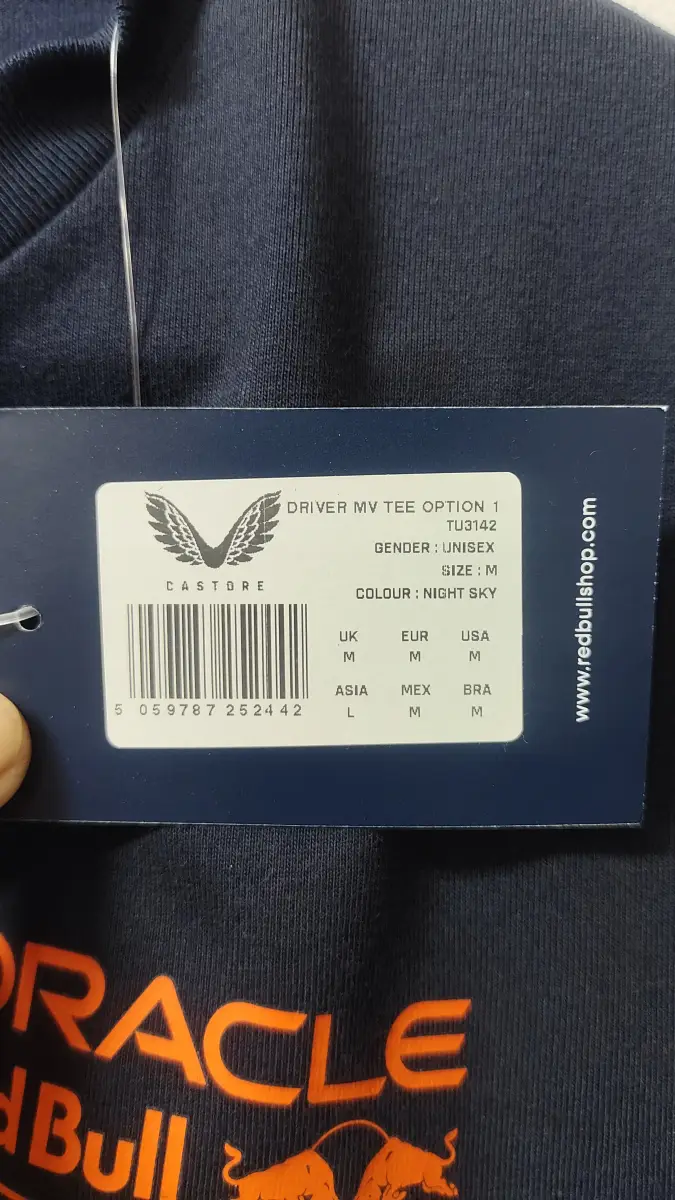 DRIVER MV TEE OPTION 1
TU3142
GENDER : UNISEX
SIZE : M
COLOUR : NIGHT SKY
CASTORE
5 059787 252442
UK EUR USA
M M M
ASIA MEX BRA
L M M
www.redbullshop.com
ORACLE
Red Bull